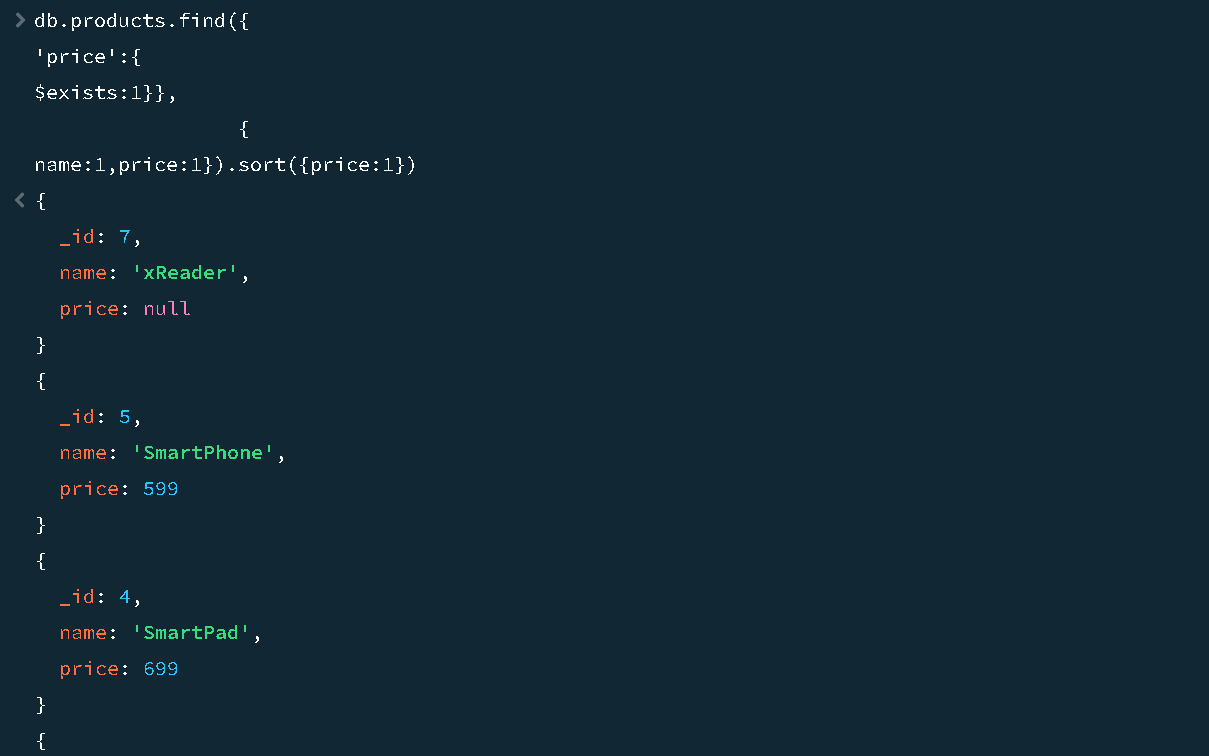 db.products.find({
'price':{
$exists:1}},
{
name:1,price:1}).sort({price:1})
{
_id: 7,
name: 'xReader',
price: null
}
{
_id: 5,
name: 'SmartPhone',
price: 599
}
{
_id: 4,
name: 'SmartPad',
price: 699
}
{